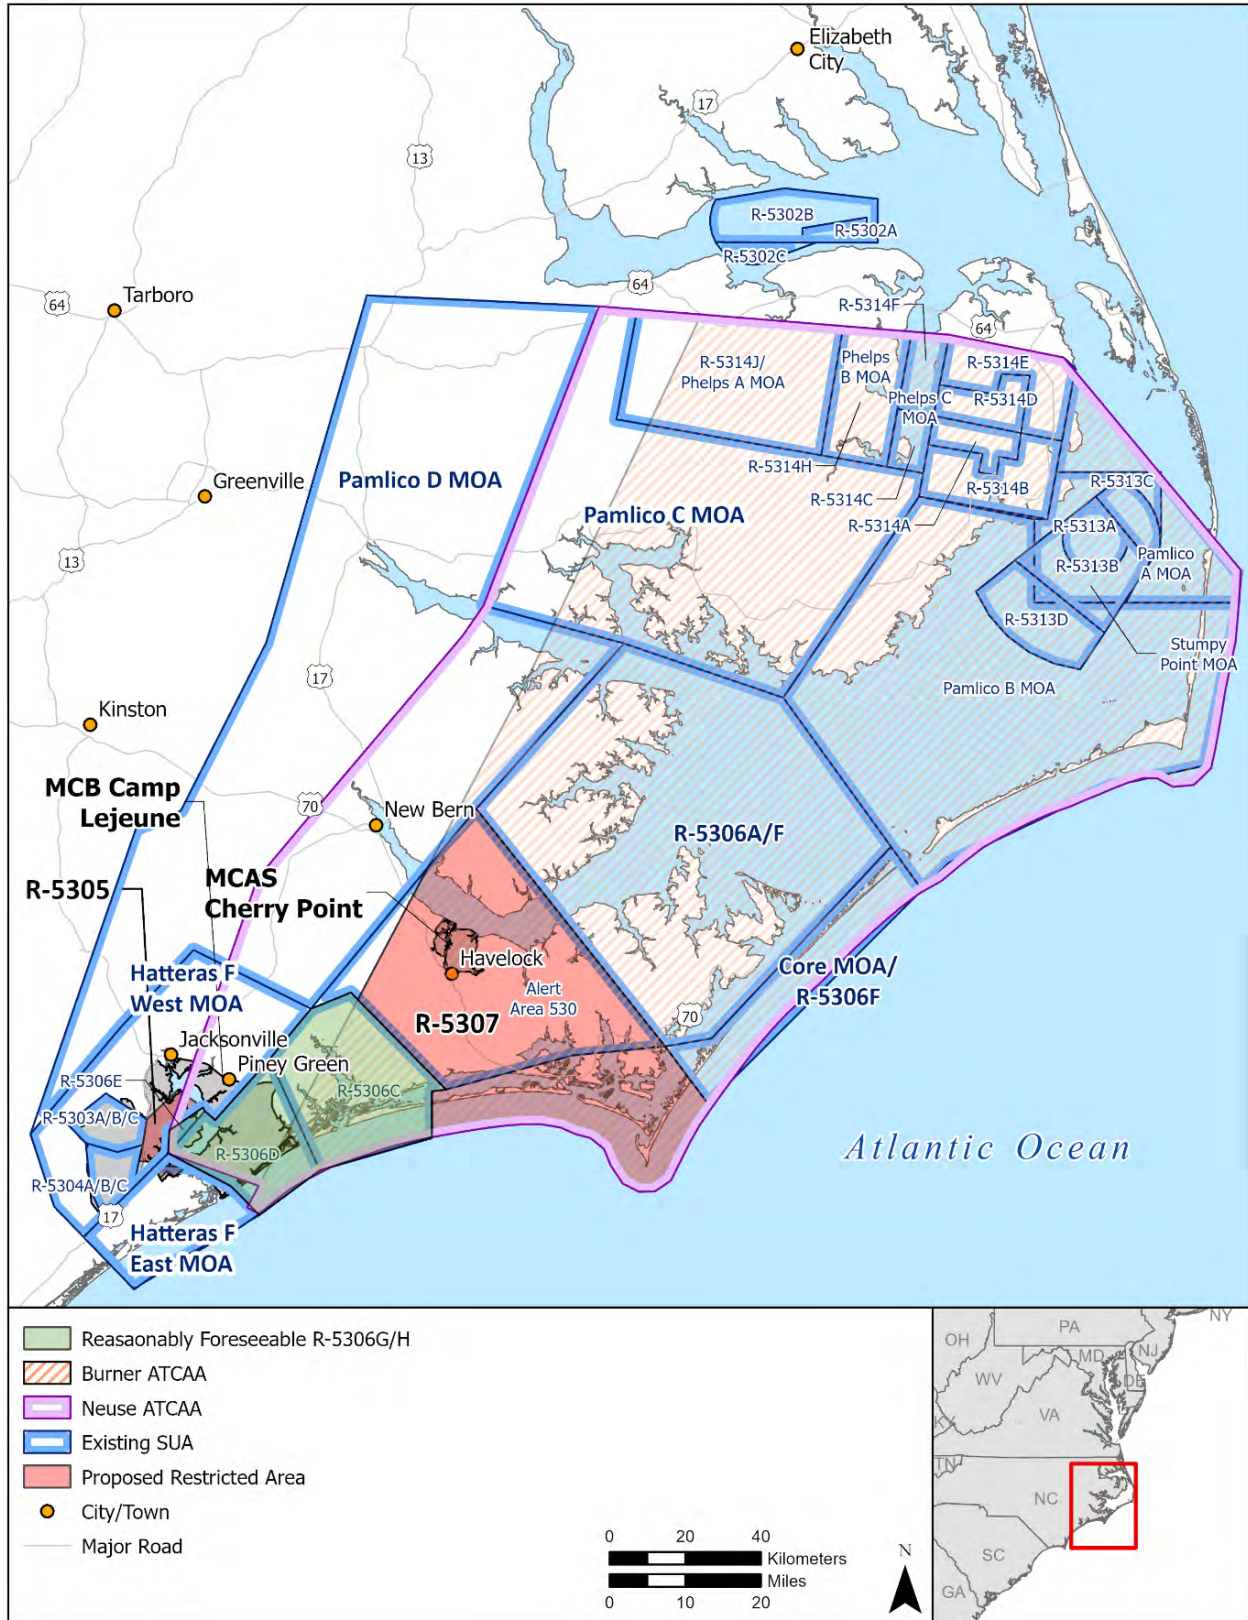 Elizabeth
City
17
13
R-5302B
R-5302A
R-5302C
64
Tarboro
64
R-5314F
64
R-5314J/
Phelps A MOA
Phelps
B MOA
R-5314E
Phelps C
MOA
R-5314D
Pamlico D MOA
Greenville
R-5314H
R-5314C
R-5314B
R-5313C
Pamlico C MOA
R-5314A
R-5313A
R-5313B
Pamlico
A MOA
13
R-5313D
Stumpy
Point MOA
17
Pamlico B MOA
Kinston
MCB Camp
Lejeune
70
New Bern
R-5306A/F
R-5305
MCAS
Cherry Point
Havelock
Alert
Area 530
Core MOA/
R-5306F
Hatteras F
West MOA
R-5307
70
Jacksonville
Piney Green
R-5306E
R-5306C
R-5303A/B/C
R-5306D
Atlantic Ocean
R-5304A/B/C
17
Hatteras F
East MOA
Reasaonably Foreseeable R-5306G/H
Burner ATCAA
Neuse ATCAA
Existing SUA
Proposed Restricted Area
City/Town
Major Road
0 20 40
Kilometers
Miles
0 10 20
N
NY
PA
OH
NJ
MD
DE
WV
VA
KY
TN
NC
SC
GA